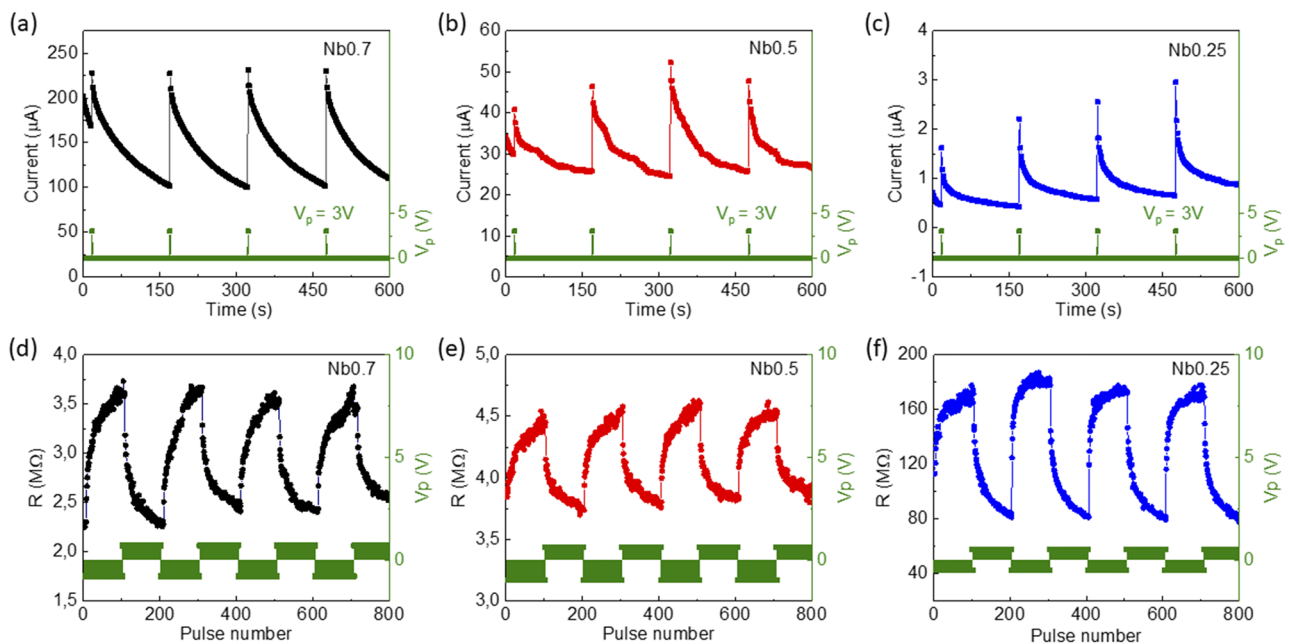 (a)
Nb0.7
250
200
150
100
50
0
Current (μA)
Vp = 3V
5
0
Vp (V)
0 150 300 450 600
Time (s)
(b)
Nb0.5
60
50
40
30
20
10
0
Current (μA)
Vp = 3V
5
0
Vp (V)
0 150 300 450 600
Time (s)
(c)
Nb0.25
4
3
2
1
0
-1
Current (μA)
Vp = 3V
5
0
Vp (V)
0 150 300 450 600
Time (s)
(d)
Nb0.7
4,0
3,5
3,0
2,5
2,0
1,5
R (MΩ)
10
5
0
Vp (V)
0 200 400 600 800
Pulse number
(e)
Nb0.5
5,0
4,5
4,0
3,5
3,0
R (MΩ)
10
5
0
Vp (V)
0 200 400 600 800
Pulse number
(f)
Nb0.25
200
160
120
80
40
R (MΩ)
10
5
0
Vp (V)
0 200 400 600 800
Pulse number